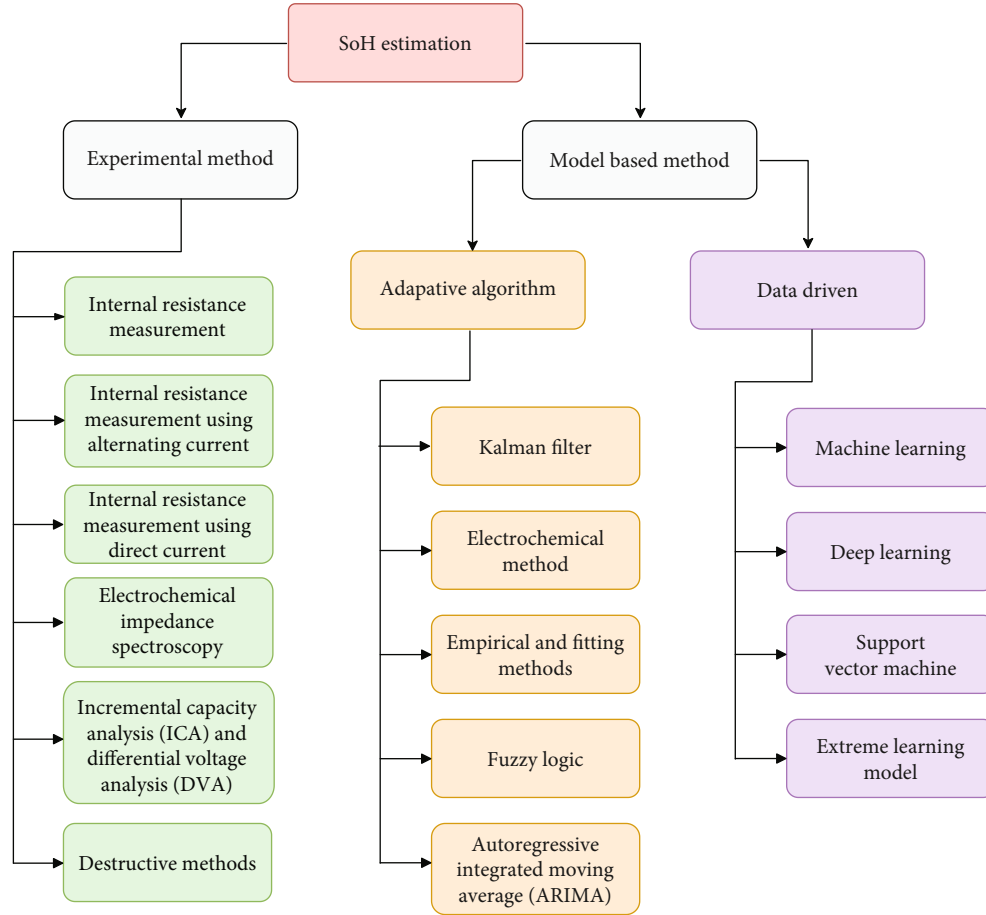 SoH estimation
Experimental method
Model based method
Internal resistance
measurement
Internal resistance
measurement using
alternating current
Internal resistance
measurement using
direct current
Electrochemical
impedance
spectroscopy
Incremental capacity
analysis (ICA) and
differential voltage
analysis (DVA)
Destructive methods
Adapative algorithm
Kalman filter
Electrochemical
method
Empirical and fitting
methods
Fuzzy logic
Autoregressive
integrated moving
average (ARIMA)
Data driven
Machine learning
Deep learning
Support
vector machine
Extreme learning
model